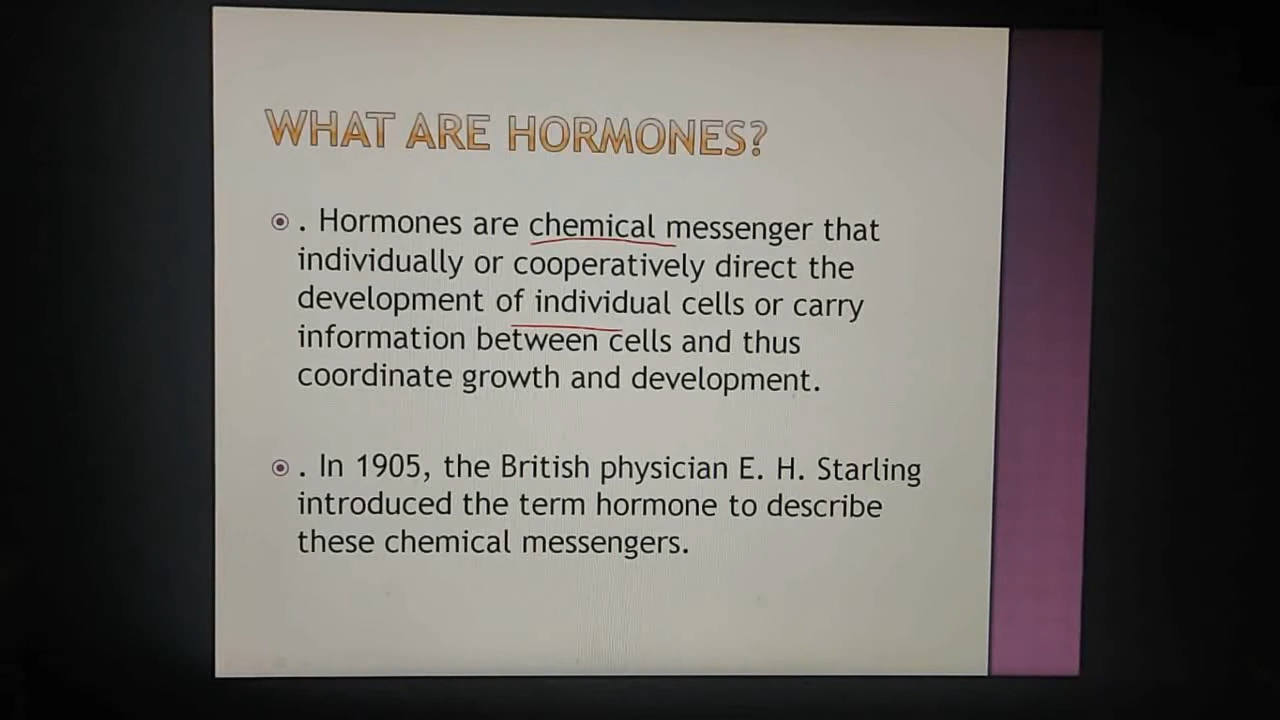 WHAT ARE HORMONES?
. Hormones are chemical messenger that
individually or cooperatively direct the
development of individual cells or carry
information between cells and thus
coordinate growth and development.
. In 1905, the British physician E. H. Starling
introduced the term hormone to describe
these chemical messengers.